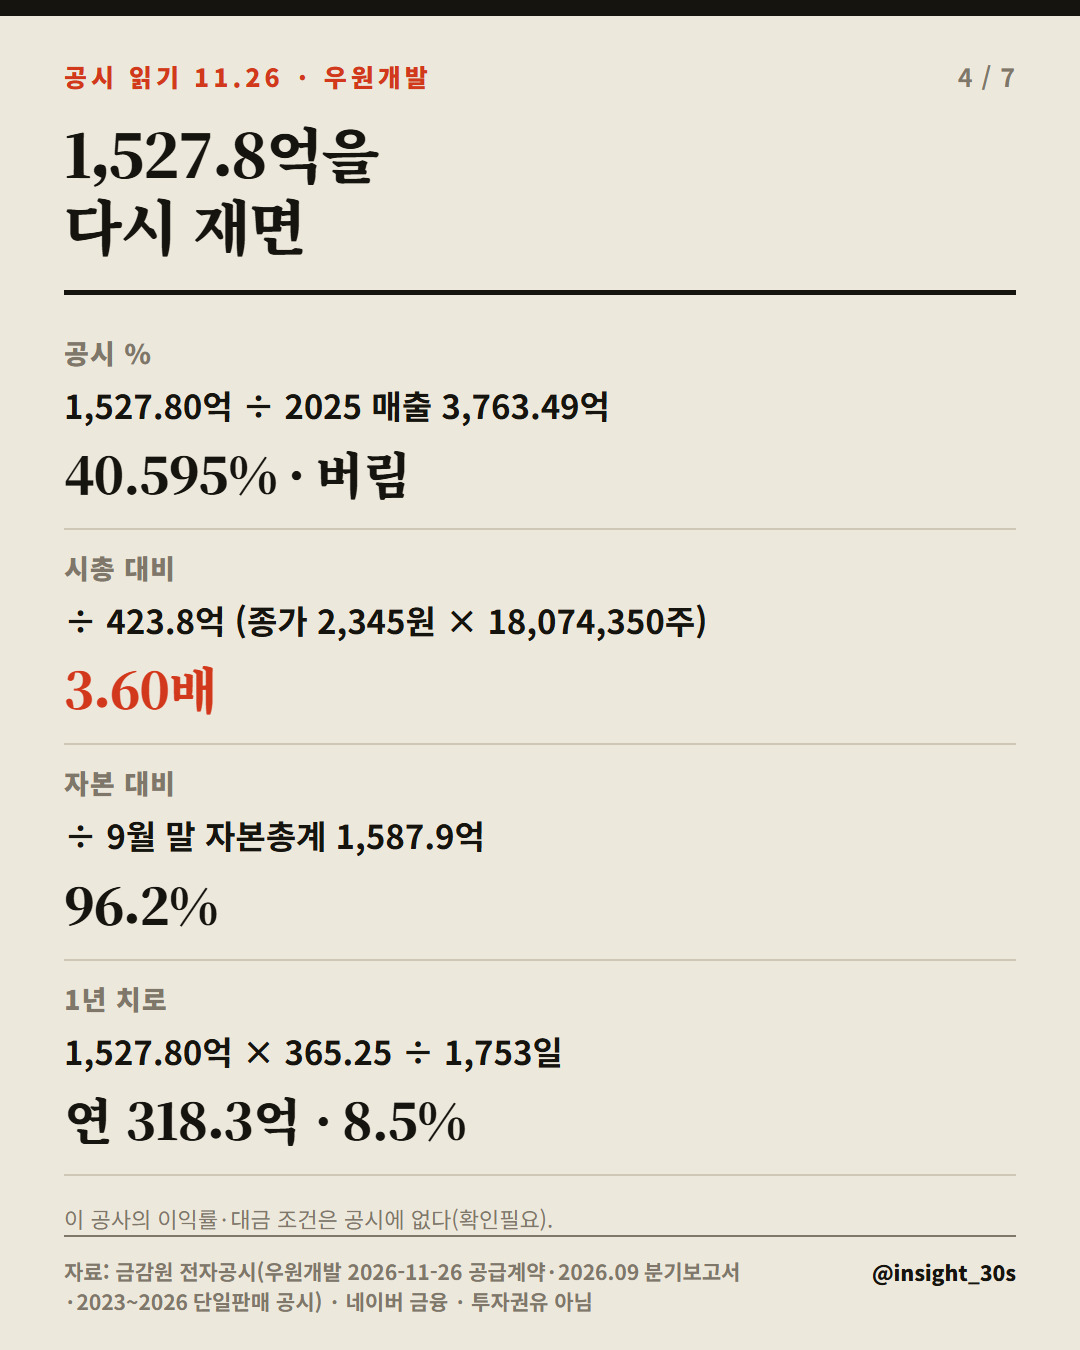 공시 읽기 11.26 · 우원개발
4 / 7
1,527.8억을
다시 재면
공시 %
1,527.80억 ÷ 2025 매출 3,763.49억
40.595% · 버림
시총 대비
÷ 423.8억 (종가 2,345원 × 18,074,350주)
3.60배
자본 대비
÷ 9월 말 자본총계 1,587.9억
96.2%
1년 치로
1,527.80억 × 365.25 ÷ 1,753일
연 318.3억 · 8.5%
이 공사의 이익률·대금 조건은 공시에 없다(확인필요).
자료: 금감원 전자공시(우원개발 2026-11-26 공급계약·2026.09 분기보고서
·2023~2026 단일판매 공시) · 네이버 금융 · 투자권유 아님
@insight_30s